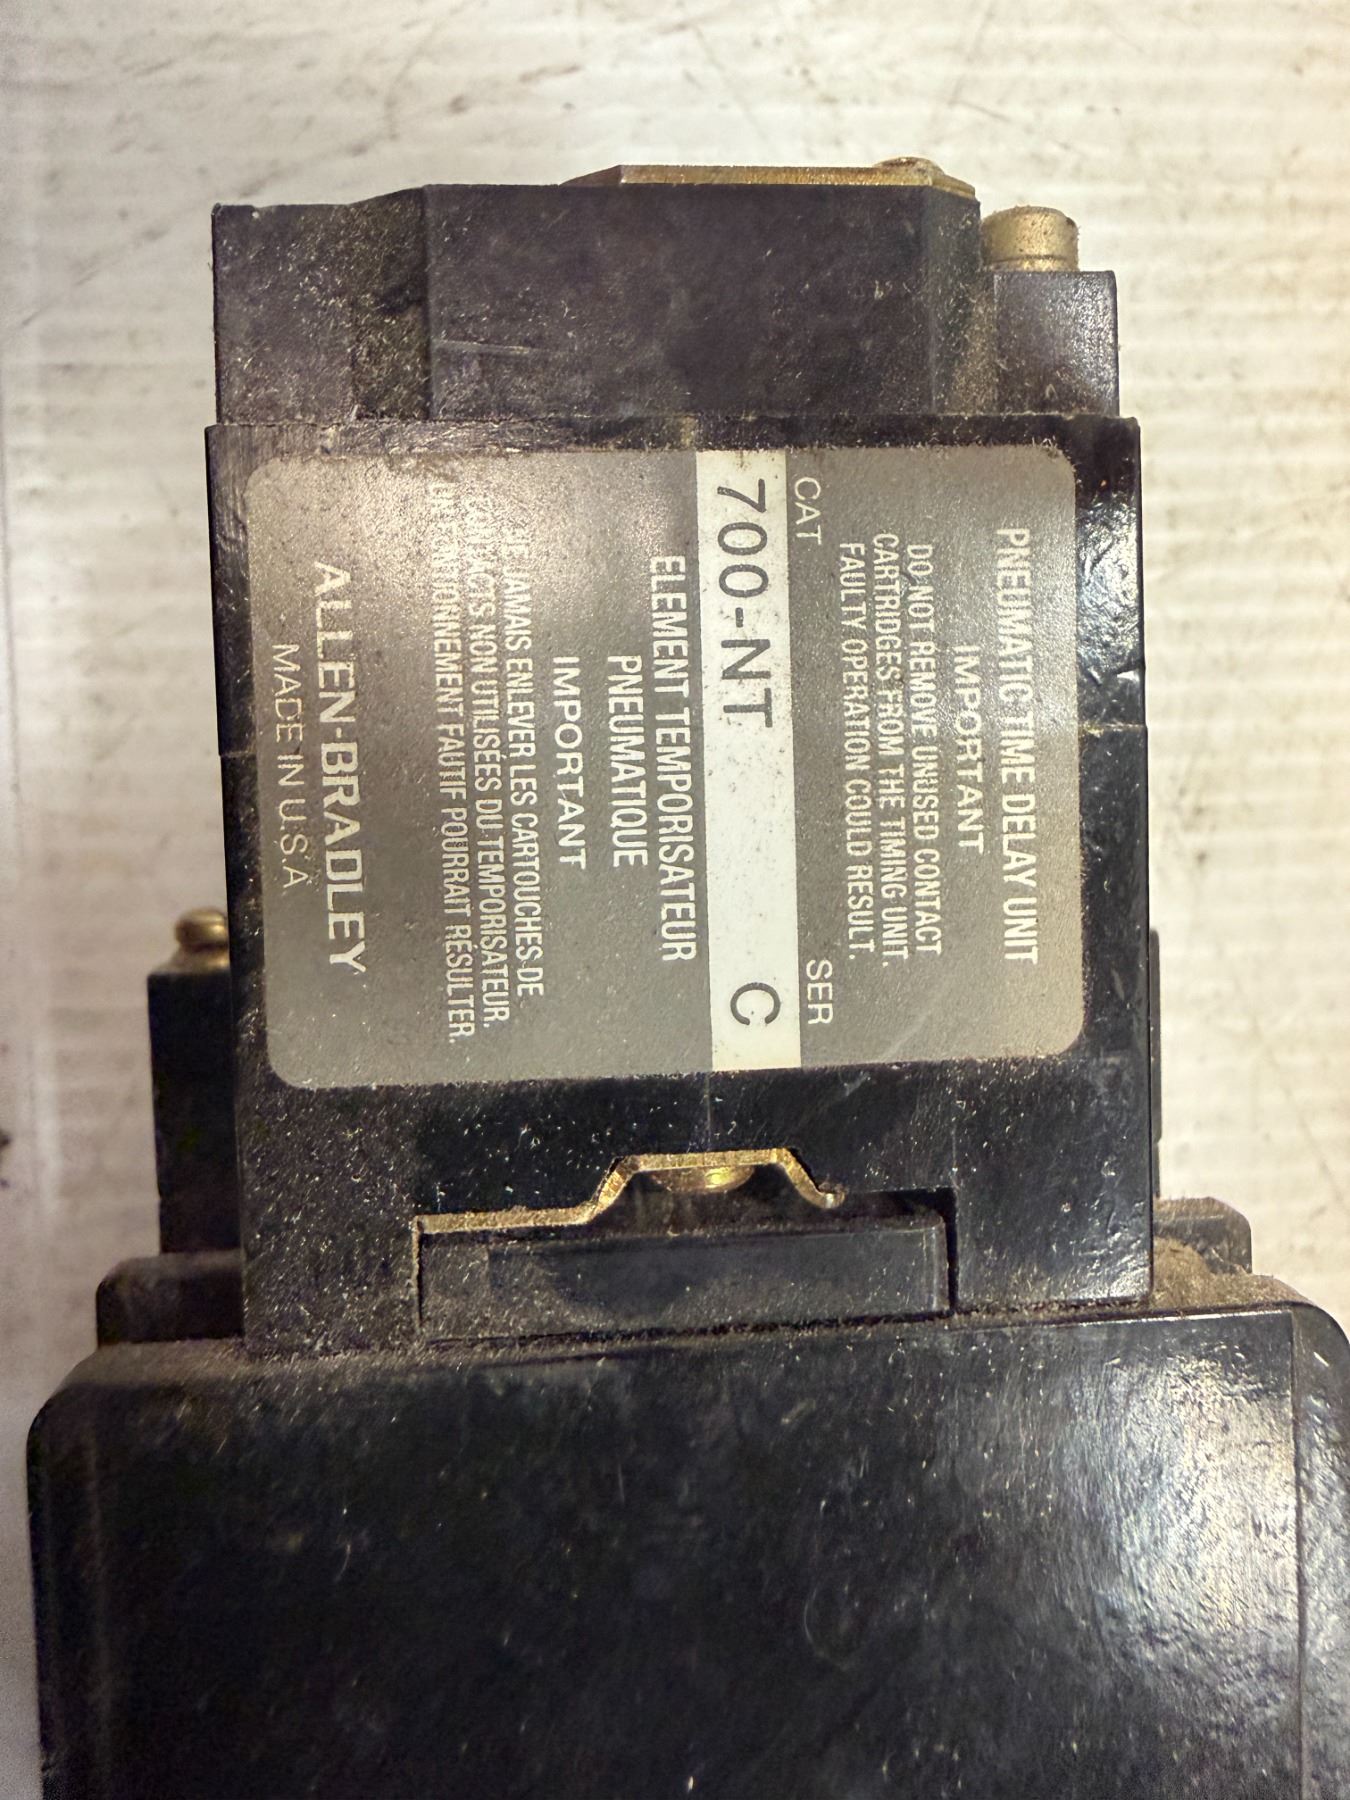 PNEUMATIC TIME DELAY UNIT
IMPORTANT
DO NOT REMOVE UNUSED CONTACT
CARTRIDGES FROM THE TIMING UNIT.
FAULTY OPERATION COULD RESULT.
CAT SER
700-NT C
ELEMENT TEMPORISATEUR
PNEUMATIQUE
IMPORTANT
JAMAIS ENLEVER LES CARTOUCHES DE
NON UTILISÉES DU TEMPORISATEUR.
FAUTIF POURRAIT RÉSULTER.
ALLEN-BRADLEY
MADE IN U.S.A